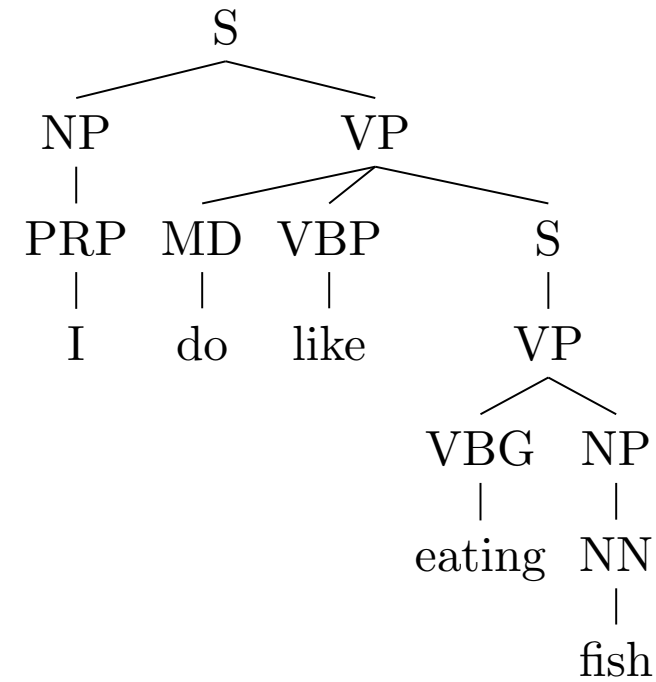 S
NP VP
PRP MD VBP S
I do like VP
VBG NP
eating NN
fish